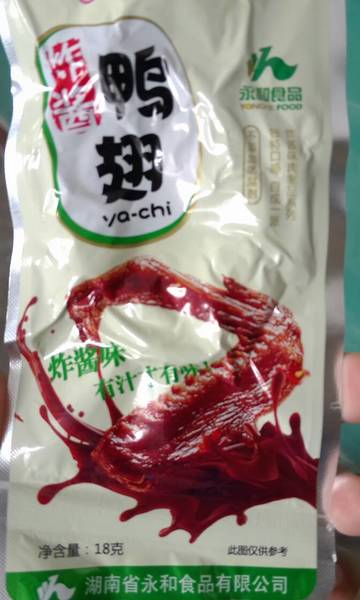 炸酱
鸭翅
ya-chi
永和食品
YONGHE FOOD
炸酱味
有汁才有味
净含量：18克
此图仅供参考
湖南省永和食品有限公司